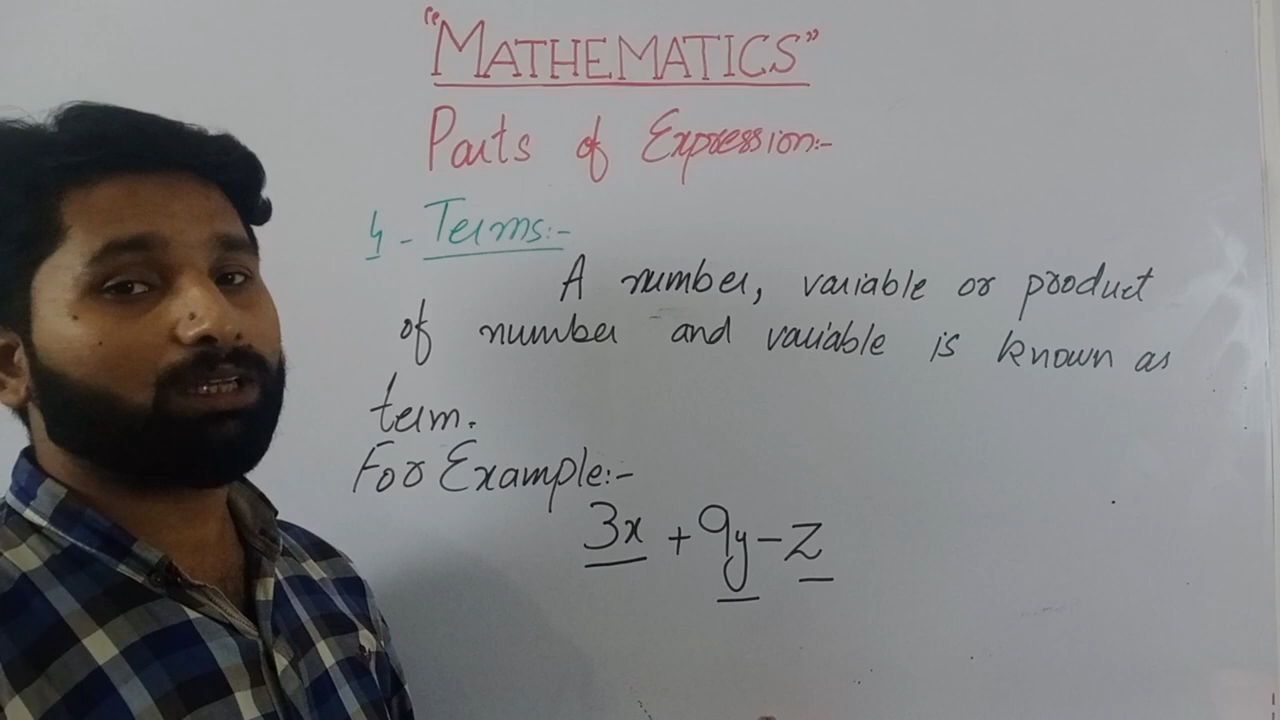 "MATHEMATICS"
Parts of Expression:-
4 - Terms:-
A number, variable or product
of number and variable is known as
term.
For Example:-
3x + 9y - z